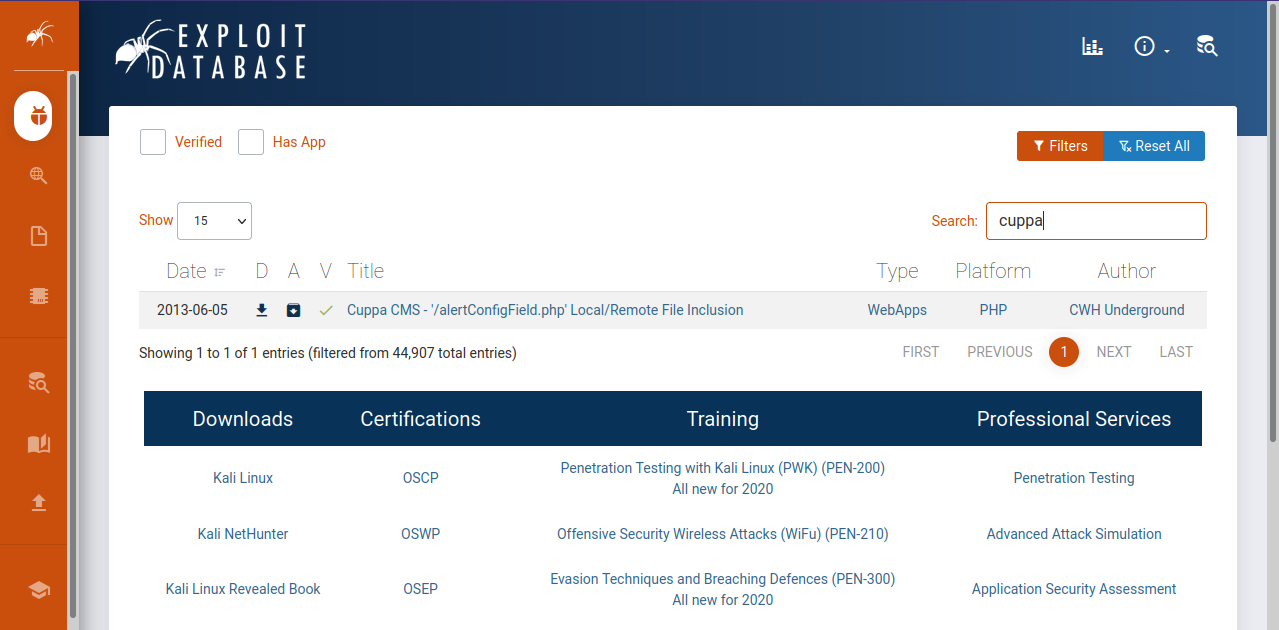 EXPLOIT
DATABASE
Verified Has App
Filters Reset All
Show 15 Search: cuppa
Date D A V Title Type Platform Author
2013-06-05 Cuppa CMS - '/alertConfigField.php' Local/Remote File Inclusion WebApps PHP CWH Underground
Showing 1 to 1 of 1 entries (filtered from 44,907 total entries) FIRST PREVIOUS 1 NEXT LAST
Downloads Certifications Training Professional Services
Kali Linux OSCP Penetration Testing with Kali Linux (PWK) (PEN-200)
All new for 2020 Penetration Testing
Kali NetHunter OSWP Offensive Security Wireless Attacks (WiFu) (PEN-210) Advanced Attack Simulation
Kali Linux Revealed Book OSEP Evasion Techniques and Breaching Defences (PEN-300)
All new for 2020 Application Security Assessment